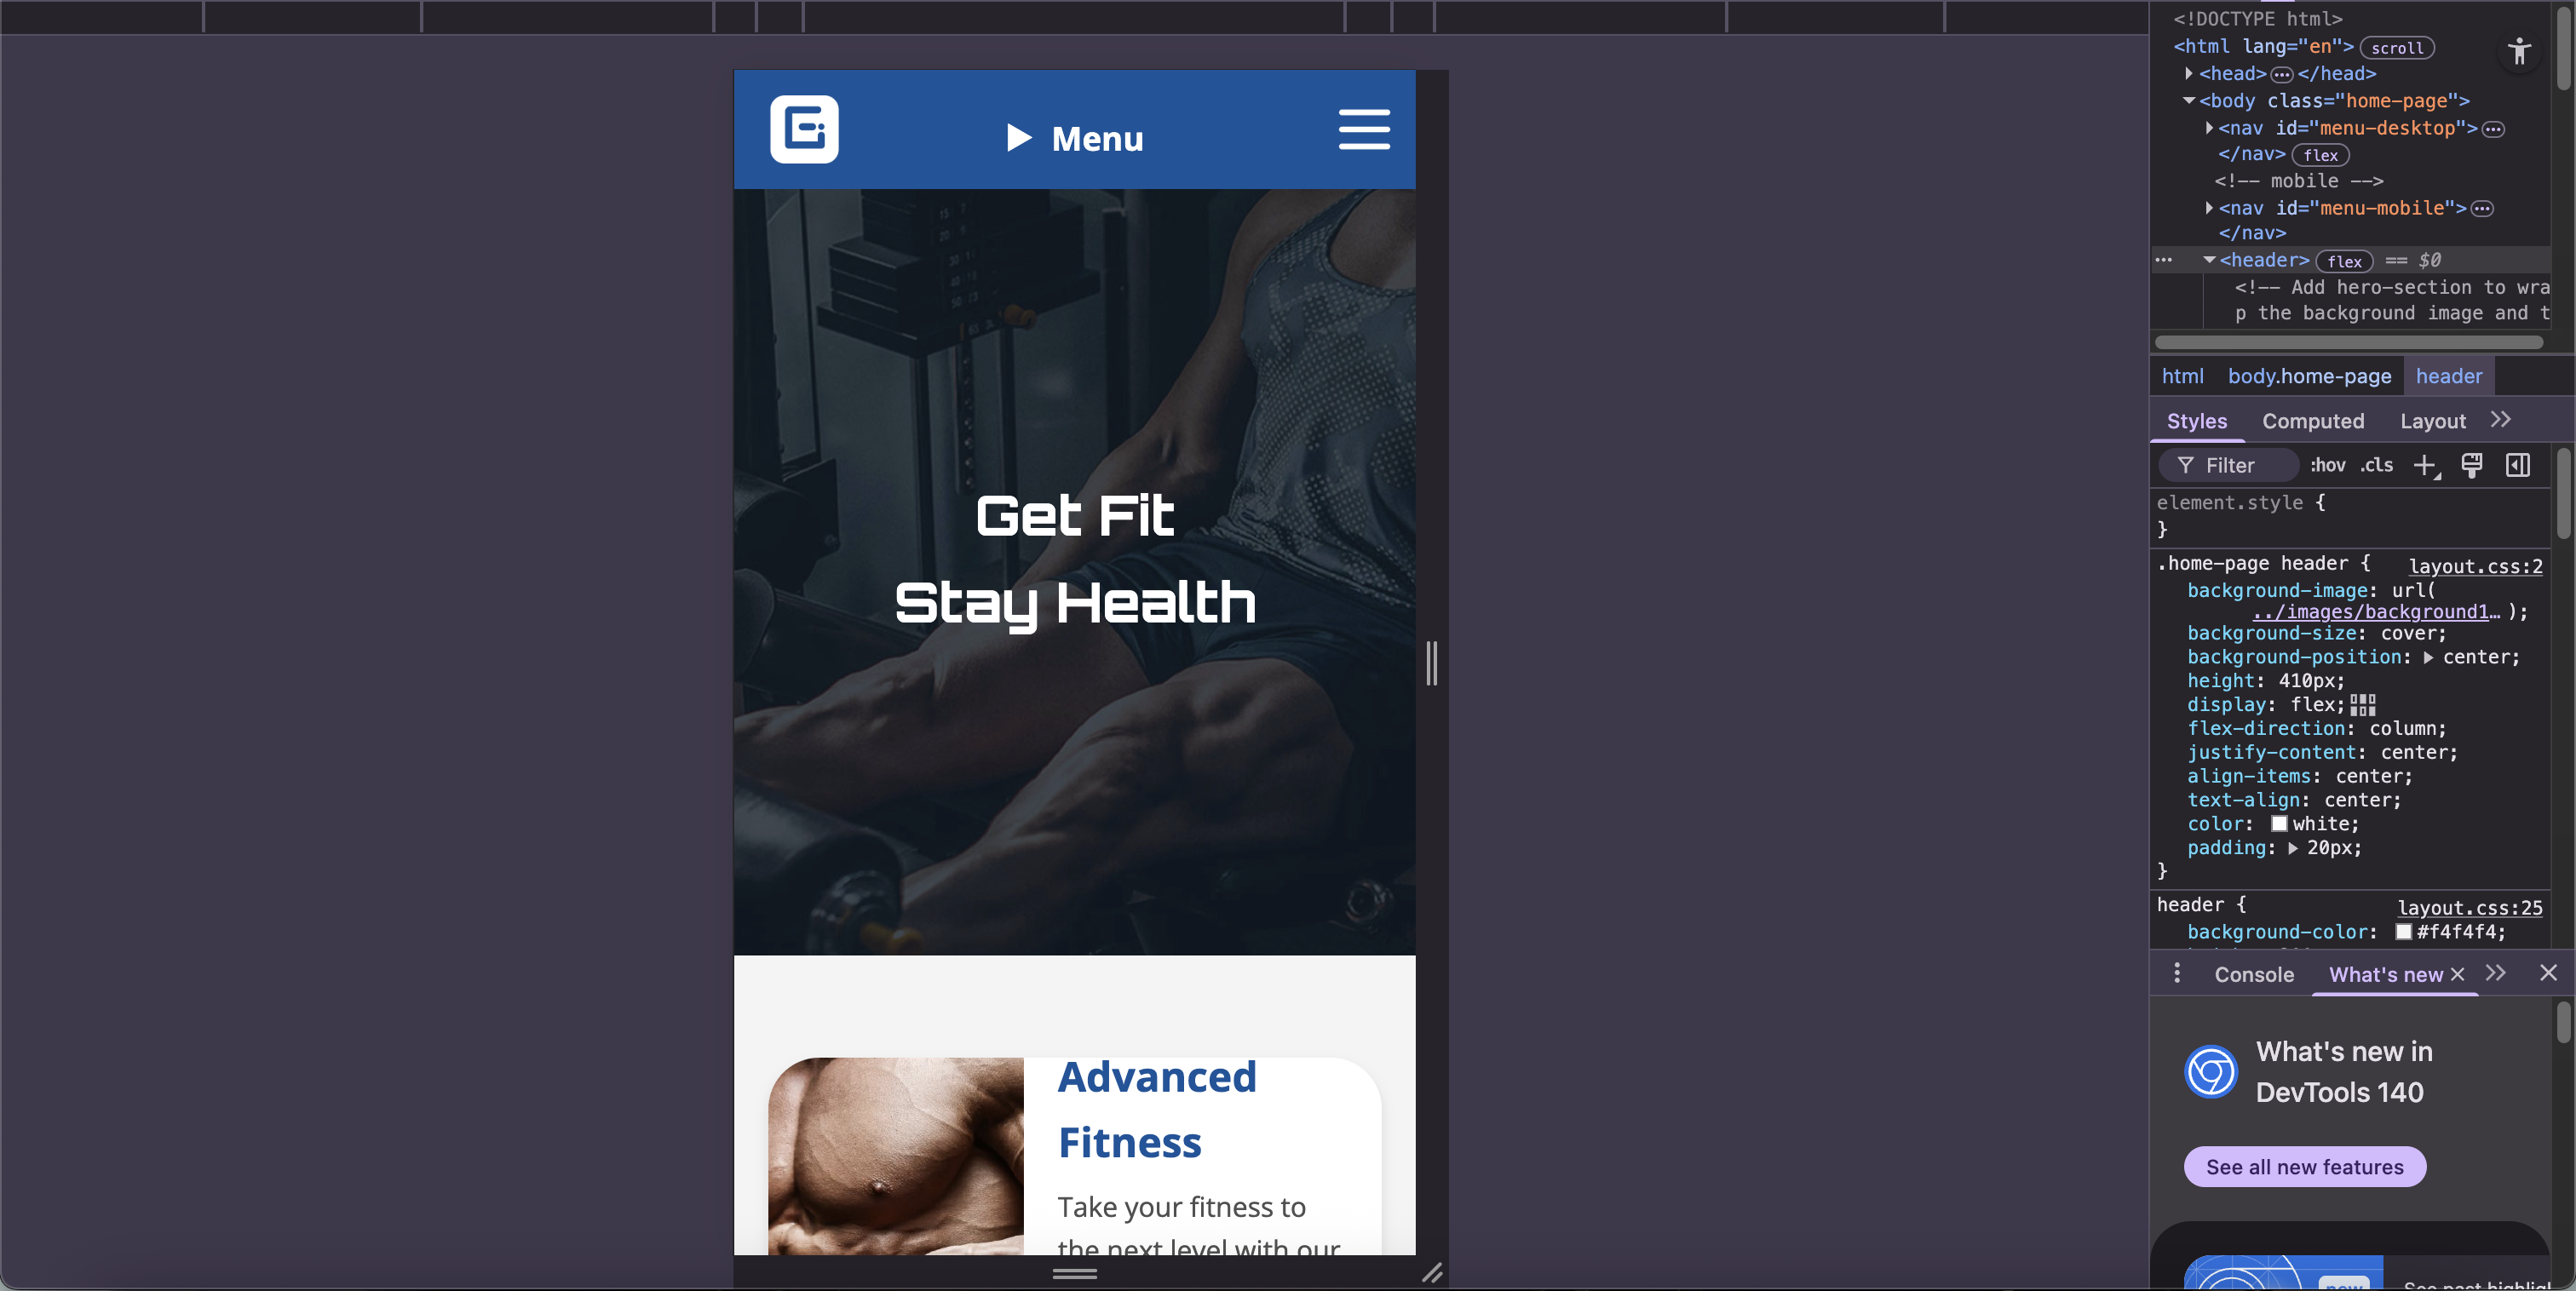 Menu
Get Fit
Stay Health
Advanced
Fitness
Take your fitness to
the next level with our
<!DOCTYPE html>
<html lang="en"> scroll
<head> ••• </head>
<body class="home-page">
<nav id="menu-desktop"> •••
</nav> flex
<!-- mobile -->
<nav id="menu-mobile"> •••
</nav>
••• <header> flex == $0
<!-- Add hero-section to wra
p the background image and t
html body.home-page header
Styles Computed Layout
Filter :hov .cls
element.style {
}
.home-page header { layout.css:2
background-image: url(
../images/background1… );
background-size: cover;
background-position: center;
height: 410px;
display: flex;
flex-direction: column;
justify-content: center;
align-items: center;
text-align: center;
color: white;
padding: 20px;
}
header { layout.css:25
background-color: #f4f4f4;
Console What's new
What's new in
DevTools 140
See all new features
new See past